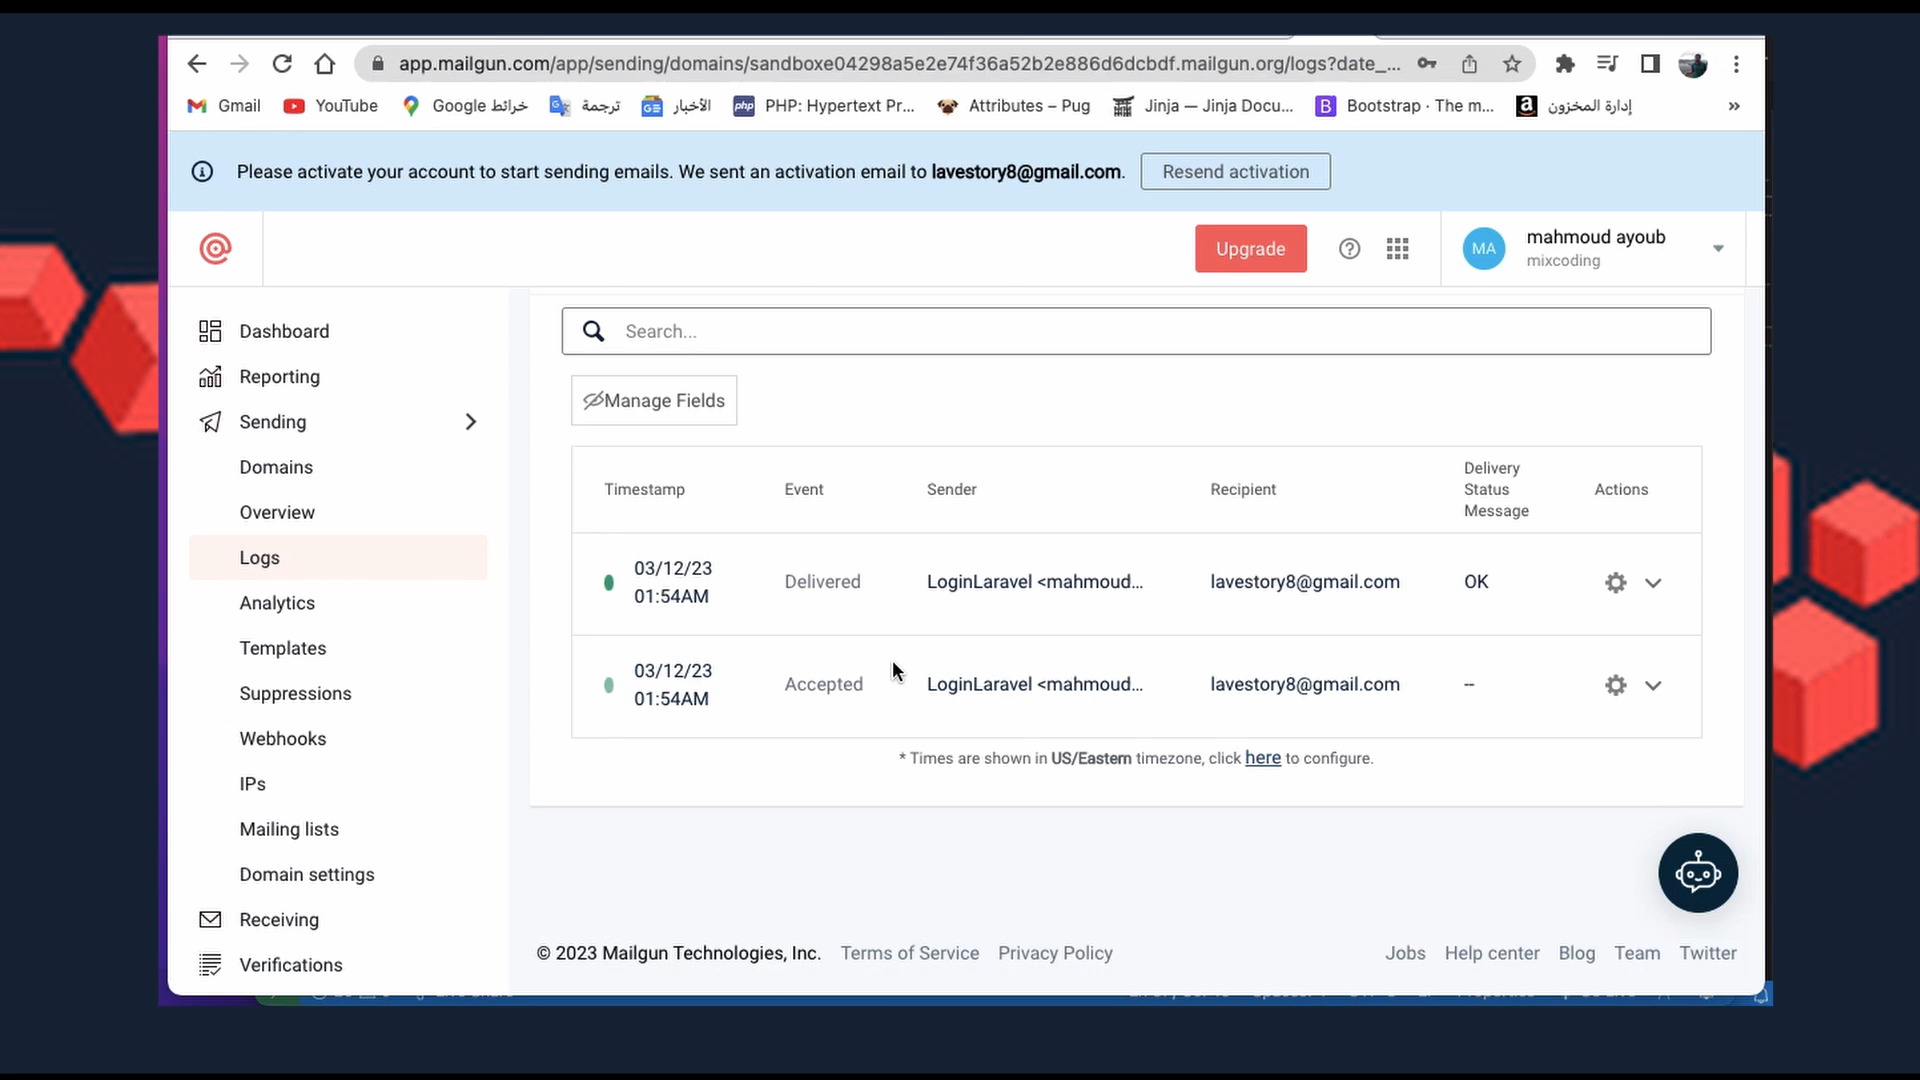 app.mailgun.com/app/sending/domains/sandboxe04298a5e2e74f36a52b2e886d6dcbdf.mailgun.org/logs?date_...
Gmail YouTube Google خرائط ترجمة الأخبار PHP: Hypertext Pr... Attributes – Pug Jinja — Jinja Docu... Bootstrap · The m... إدارة المخزون »
Please activate your account to start sending emails. We sent an activation email to lavestory8@gmail.com. Resend activation
Upgrade
MA
mahmoud ayoub
mixcoding
Dashboard
Reporting
Sending
Domains
Overview
Logs
Analytics
Templates
Suppressions
Webhooks
IPs
Mailing lists
Domain settings
Receiving
Verifications
Search...
Manage Fields
Timestamp Event Sender Recipient Delivery Status Message Actions
03/12/23 01:54AM Delivered LoginLaravel <mahmoud... lavestory8@gmail.com OK
03/12/23 01:54AM Accepted LoginLaravel <mahmoud... lavestory8@gmail.com --
* Times are shown in US/Eastern timezone, click here to configure.
© 2023 Mailgun Technologies, Inc. Terms of Service Privacy Policy Jobs Help center Blog Team Twitter